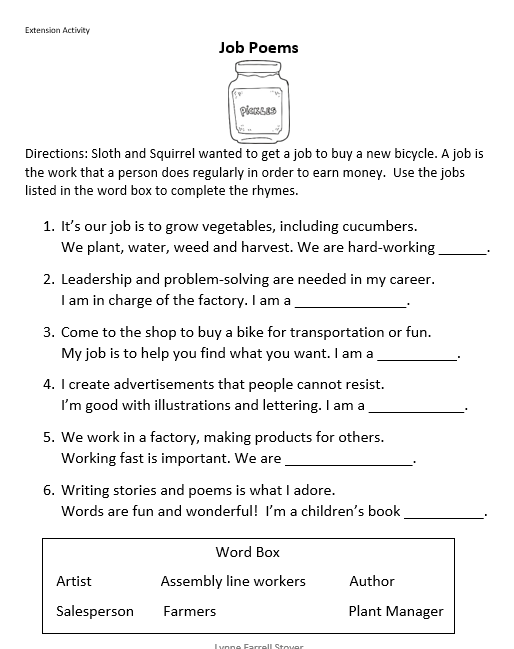 Extension Activity
Job Poems
PICKLES
Directions: Sloth and Squirrel wanted to get a job to buy a new bicycle. A job is
the work that a person does regularly in order to earn money.  Use the jobs
listed in the word box to complete the rhymes.
1. It's our job is to grow vegetables, including cucumbers.
We plant, water, weed and harvest. We are hard-working ______.
2. Leadership and problem-solving are needed in my career.
I am in charge of the factory. I am a ______________.
3. Come to the shop to buy a bike for transportation or fun.
My job is to help you find what you want. I am a __________.
4. I create advertisements that people cannot resist.
I'm good with illustrations and lettering. I am a ____________.
5. We work in a factory, making products for others.
Working fast is important. We are ________________.
6. Writing stories and poems is what I adore.
Words are fun and wonderful!  I'm a children's book __________.
Word Box
Artist Assembly line workers Author
Salesperson Farmers Plant Manager
Lynne Farrell Stover